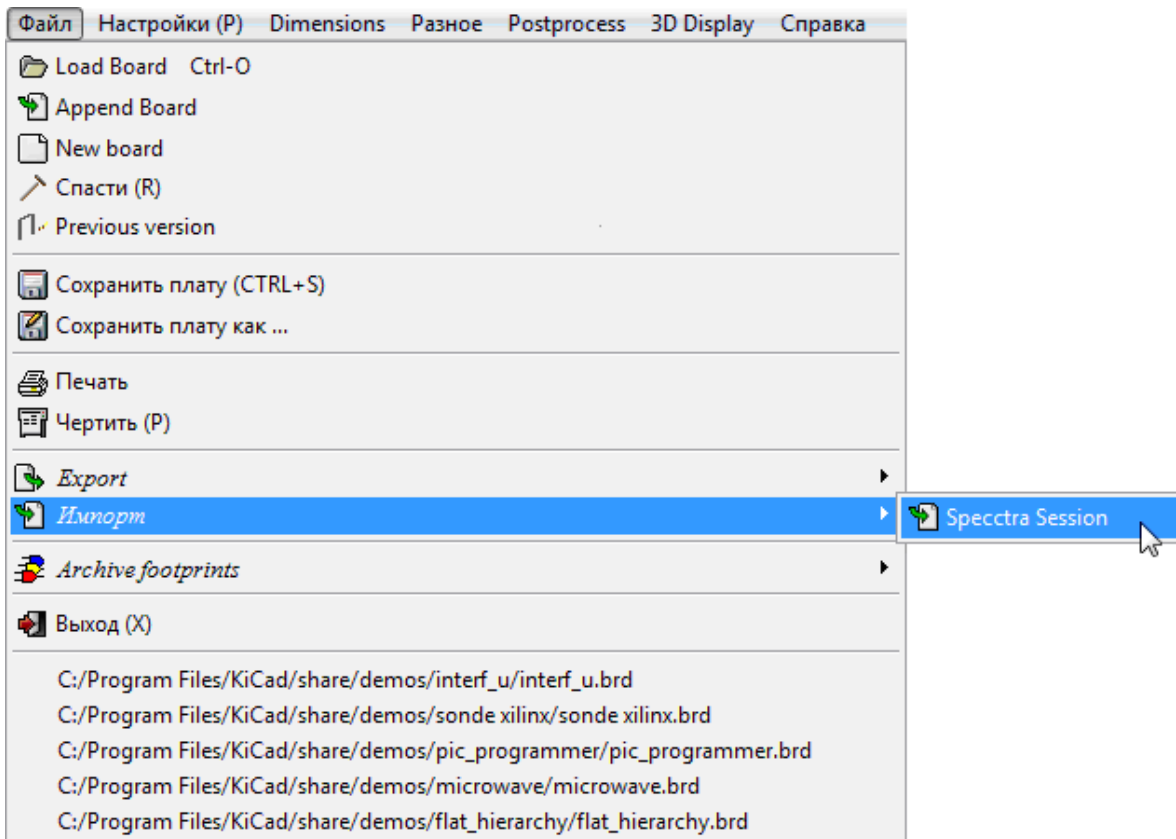 Файл Настройки (P) Dimensions Разное Postprocess 3D Display Справка
Load Board Ctrl-O
Append Board
New board
Спасти (R)
Previous version
Сохранить плату (CTRL+S)
Сохранить плату как ...
Печать
Чертить (P)
Export
Импорт
Specctra Session
Archive footprints
Выход (X)
C:/Program Files/KiCad/share/demos/interf_u/interf_u.brd
C:/Program Files/KiCad/share/demos/sonde xilinx/sonde xilinx.brd
C:/Program Files/KiCad/share/demos/pic_programmer/pic_programmer.brd
C:/Program Files/KiCad/share/demos/microwave/microwave.brd
C:/Program Files/KiCad/share/demos/flat_hierarchy/flat_hierarchy.brd